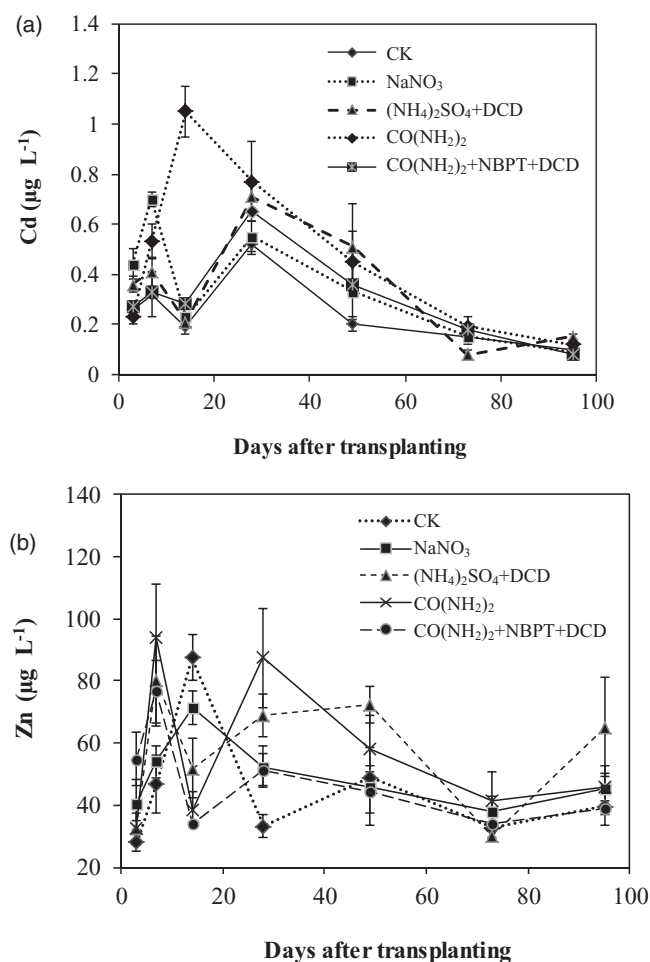 (a)
1.4
1.2
1
0.8
0.6
0.4
0.2
0
Cd (µg L⁻¹)
CK
NaNO₃
(NH₄)₂SO₄+DCD
CO(NH₂)₂
CO(NH₂)₂+NBPT+DCD
0 20 40 60 80 100
Days after transplanting
(b)
140
120
100
80
60
40
20
Zn (µg L⁻¹)
CK
NaNO₃
(NH₄)₂SO₄+DCD
CO(NH₂)₂
CO(NH₂)₂+NBPT+DCD
0 20 40 60 80 100
Days after transplanting